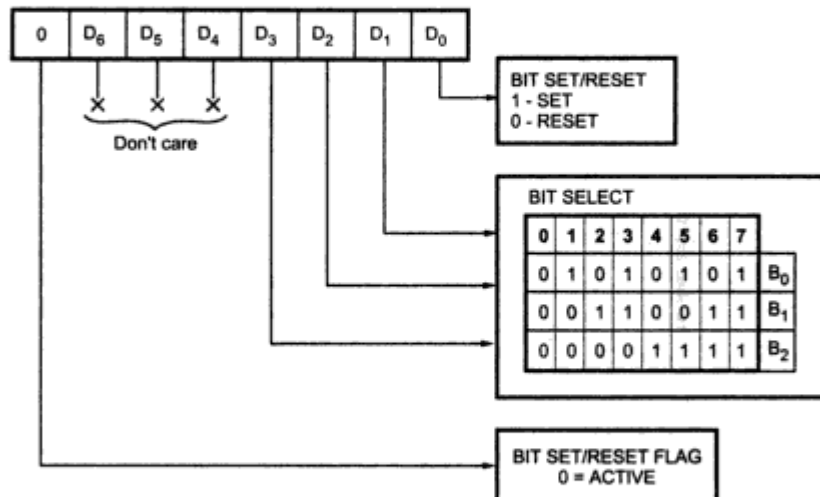 0 D6 D5 D4 D3 D2 D1 D0
Don't care
BIT SET/RESET
1 - SET
0 - RESET
BIT SELECT
0 1 2 3 4 5 6 7
0 1 0 1 0 1 0 1 B0
0 0 1 1 0 0 1 1 B1
0 0 0 0 1 1 1 1 B2
BIT SET/RESET FLAG
0 = ACTIVE